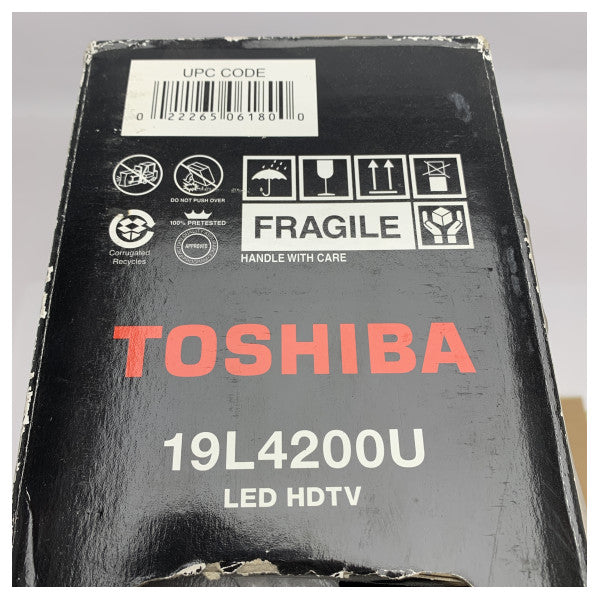 UPC CODE
0 22265 06180 0
DO NOT PUSH OVER
100% PRETESTED
APPROVED
Corrugated
Recycles
FRAGILE
HANDLE WITH CARE
TOSHIBA
19L4200U
LED HDTV